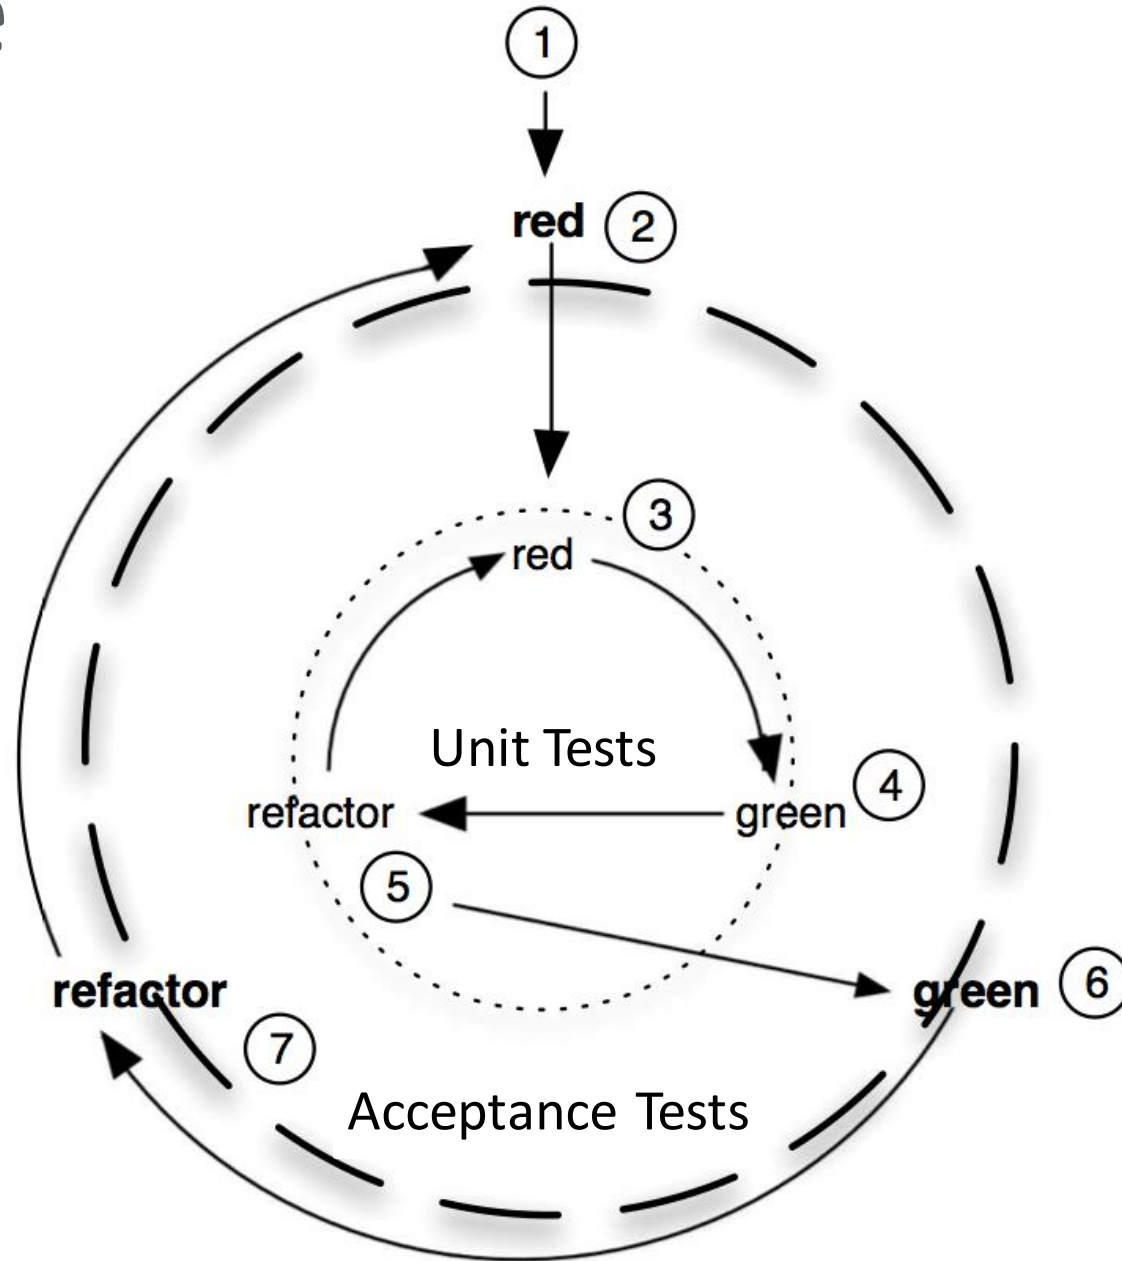 e
1
red 2
3
red
Unit Tests
refactor
green 4
5
refactor
green 6
7
Acceptance Tests